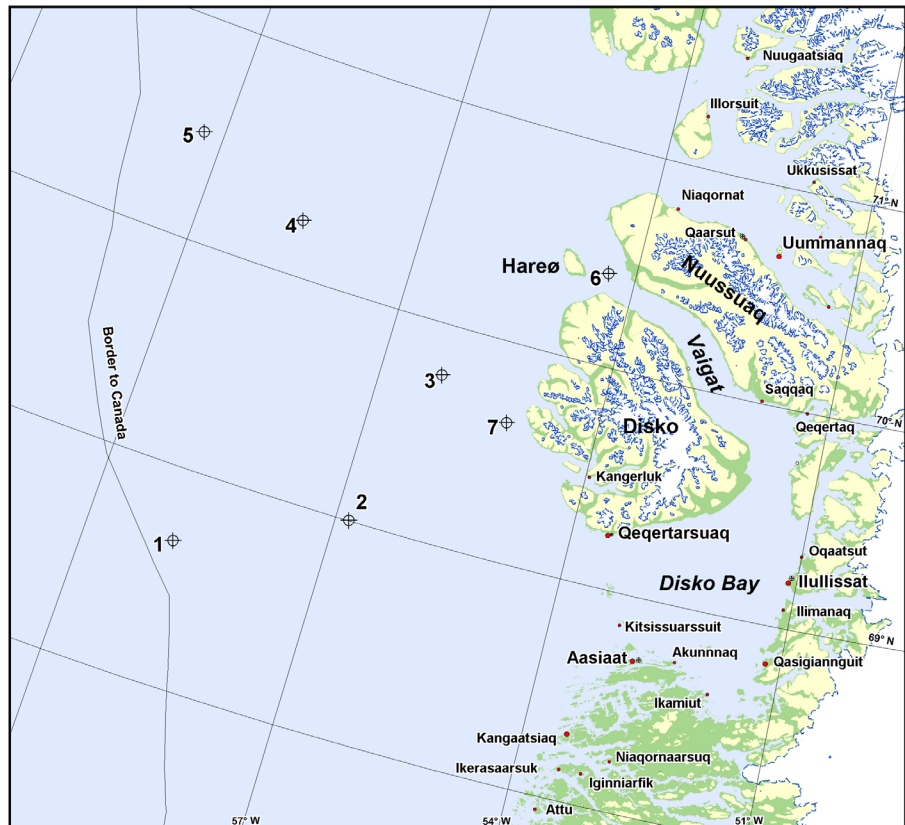 Nuugaatsiaq
Illorsuit
5
Ukkusissat
71° N
Niaqornat
4
Qaarsut
Uummannaq
Hareø
6
Nuussuaq
Border to Canada
Vaigat
3
Saqqaq
7
Disko
Qeqertaq
70° N
Kangerluk
2
Qeqertarsuaq
1
Oqaatsut
Disko Bay
Ilullissat
Ilimanaq
Kitsissuarssuit
69° N
Aasiaat
Akunnnaq
Qasigiannguit
Ikamiut
Kangaatsiaq
Niaqornaarsuq
Ikerasaarsuk
Iginniarfik
Attu
57° W
54° W
51° W